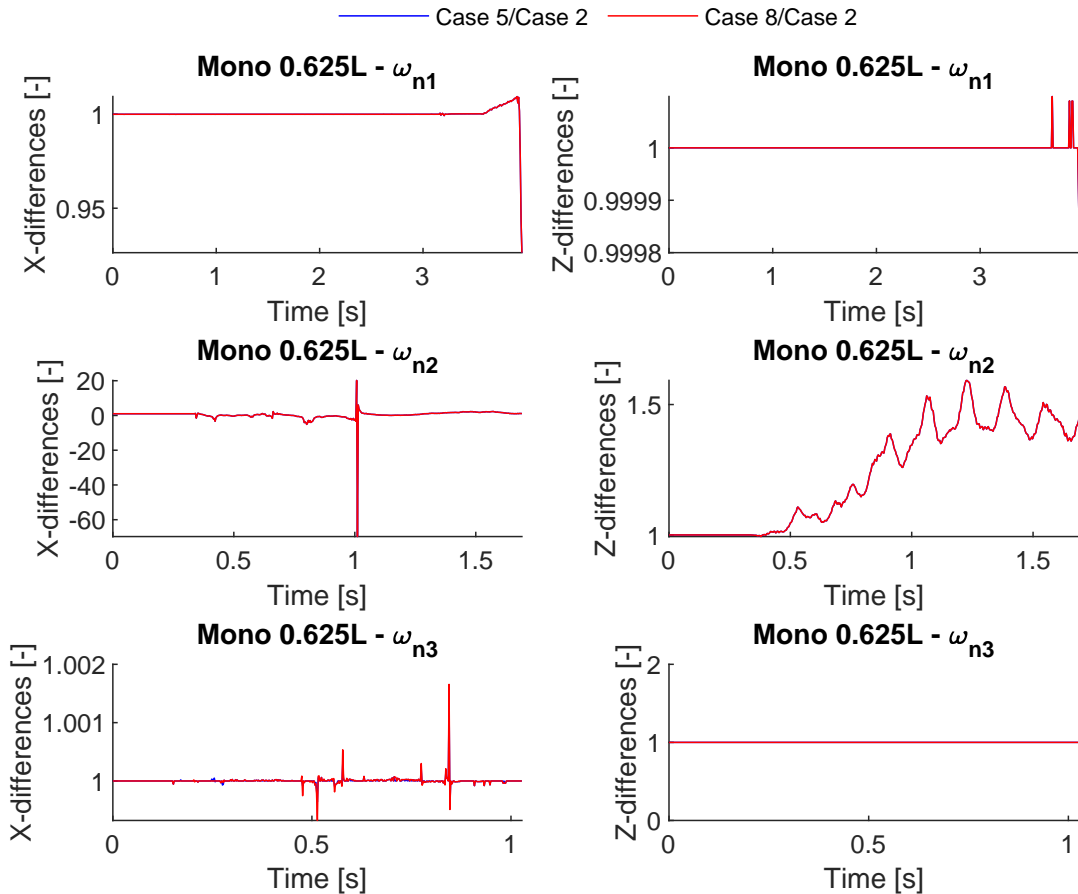 Case 5/Case 2 Case 8/Case 2
Mono 0.625L - ωn1
X-differences [-]
1
0.95
0 1 2 3
Time [s]
Mono 0.625L - ωn1
Z-differences [-]
1
0.9999
0.9998
0 1 2 3
Time [s]
Mono 0.625L - ωn2
X-differences [-]
20
0
-20
-40
-60
0 0.5 1 1.5
Time [s]
Mono 0.625L - ωn2
Z-differences [-]
1.5
1
0 0.5 1 1.5
Time [s]
Mono 0.625L - ωn3
X-differences [-]
1.002
1.001
1
0 0.5 1
Time [s]
Mono 0.625L - ωn3
Z-differences [-]
2
1
0
0 0.5 1
Time [s]